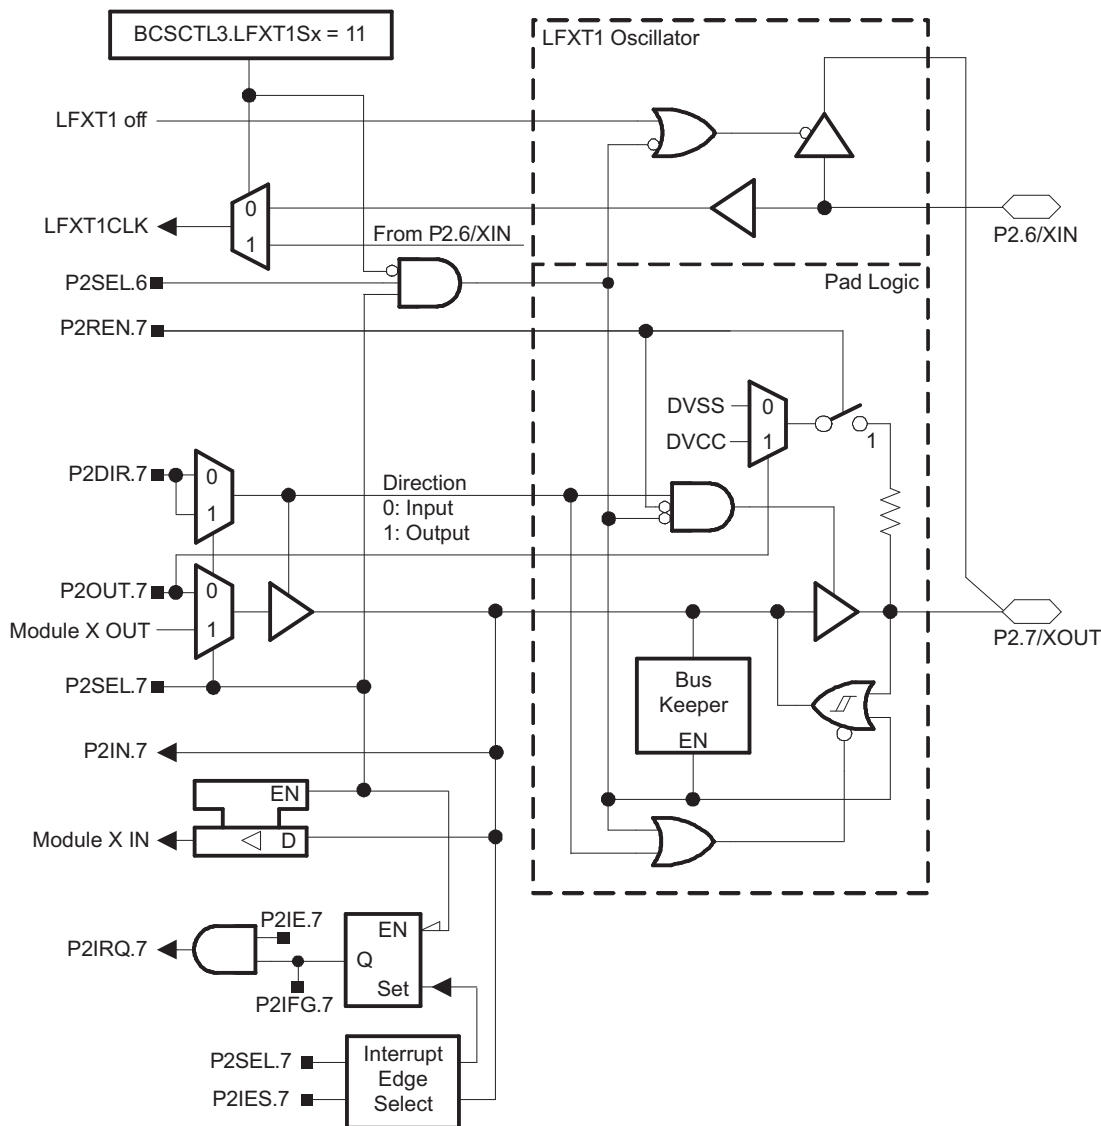 BCSCTL3.LFXT1Sx = 11
LFXT1 Oscillator
LFXT1 off
0
LFXT1CLK
1
From P2.6/XIN
P2.6/XIN
P2SEL.6
Pad Logic
P2REN.7
DVSS
0
DVCC
1
1
P2DIR.7
0
1
Direction
0: Input
1: Output
P2OUT.7
0
Module X OUT
1
P2.7/XOUT
P2SEL.7
Bus
Keeper
EN
P2IN.7
EN
Module X IN
D
P2IE.7
EN
P2IRQ.7
Q
Set
P2IFG.7
P2SEL.7
P2IES.7
Interrupt
Edge
Select